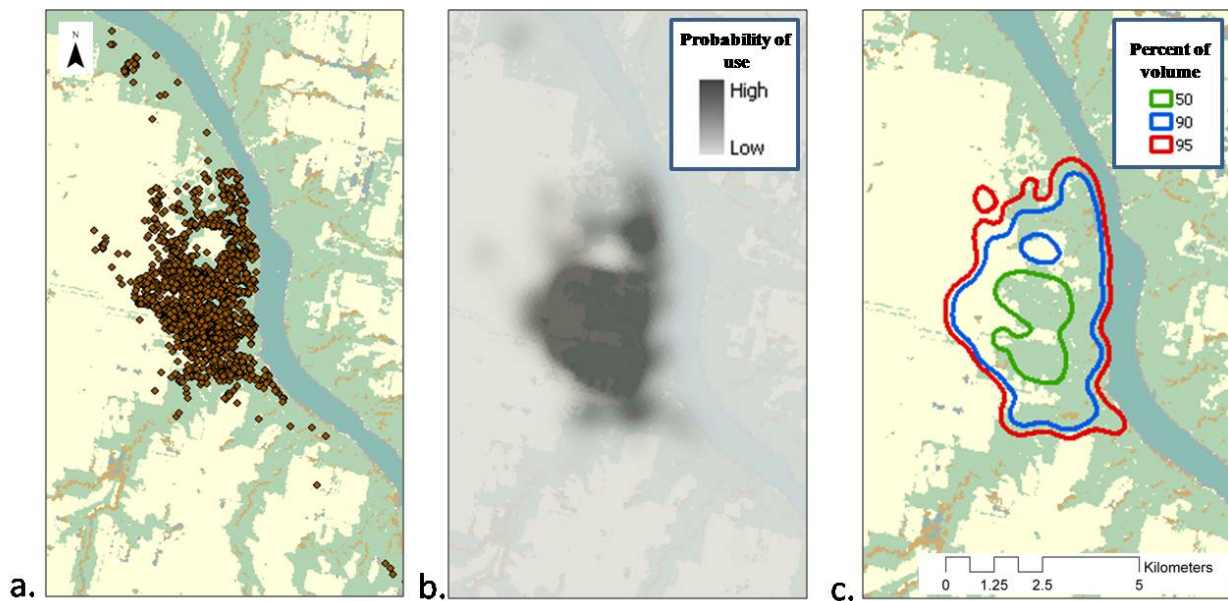 N
a.
Probability of
use
High
Low
b.
Percent of
volume
50
90
95
Kilometers
0 1.25 2.5 5
c.